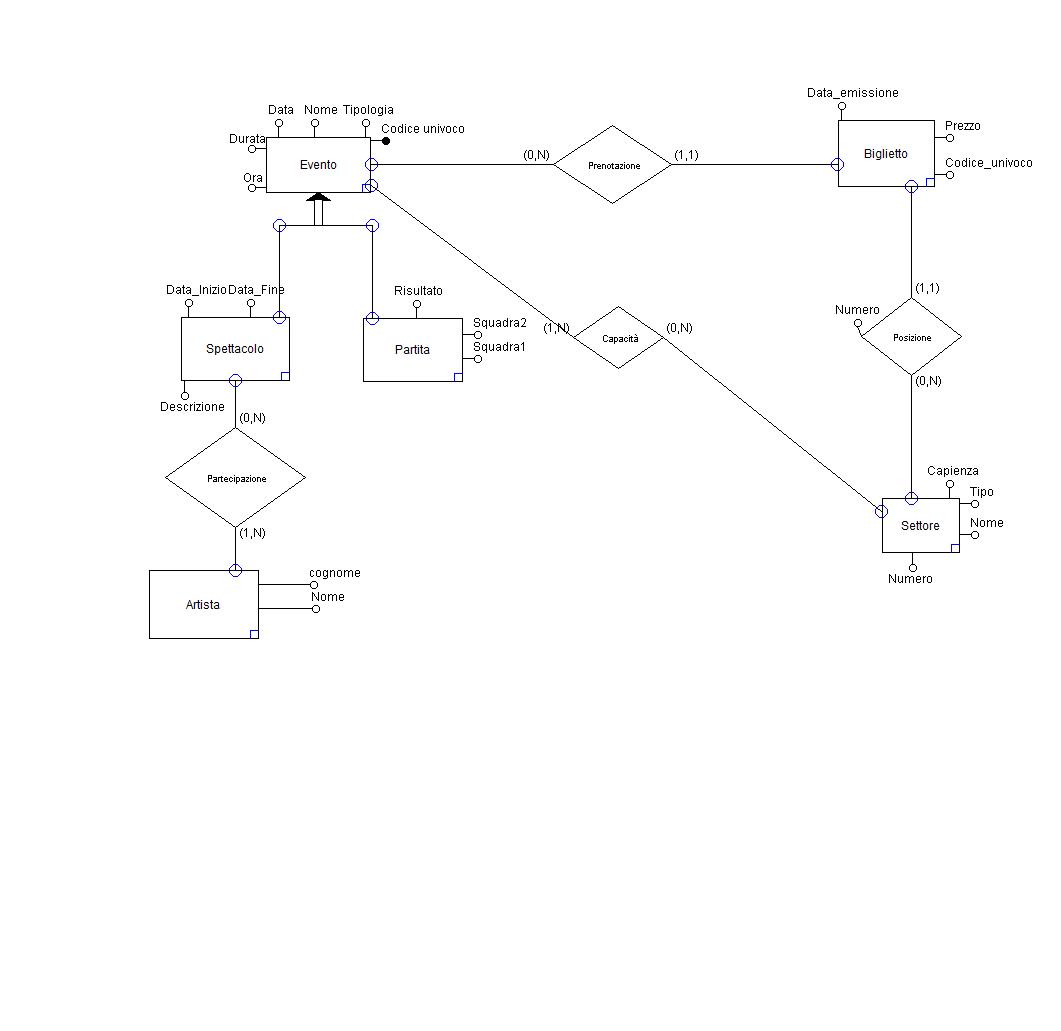 Data_emissione
Data Nome Tipologia
Codice univoco
Prezzo
Durata
Evento
(0,N)
Prenotazione
(1,1)
Biglietto
Codice_univoco
Ora
Data_Inizio Data_Fine
Risultato
(1,1)
Numero
Squadra2
(1,N)
Capacità
(0,N)
Posizione
Spettacolo
Partita
Squadra1
(0,N)
Descrizione
(0,N)
Partecipazione
Capienza
Tipo
Settore
Nome
(1,N)
cognome
Numero
Nome
Artista